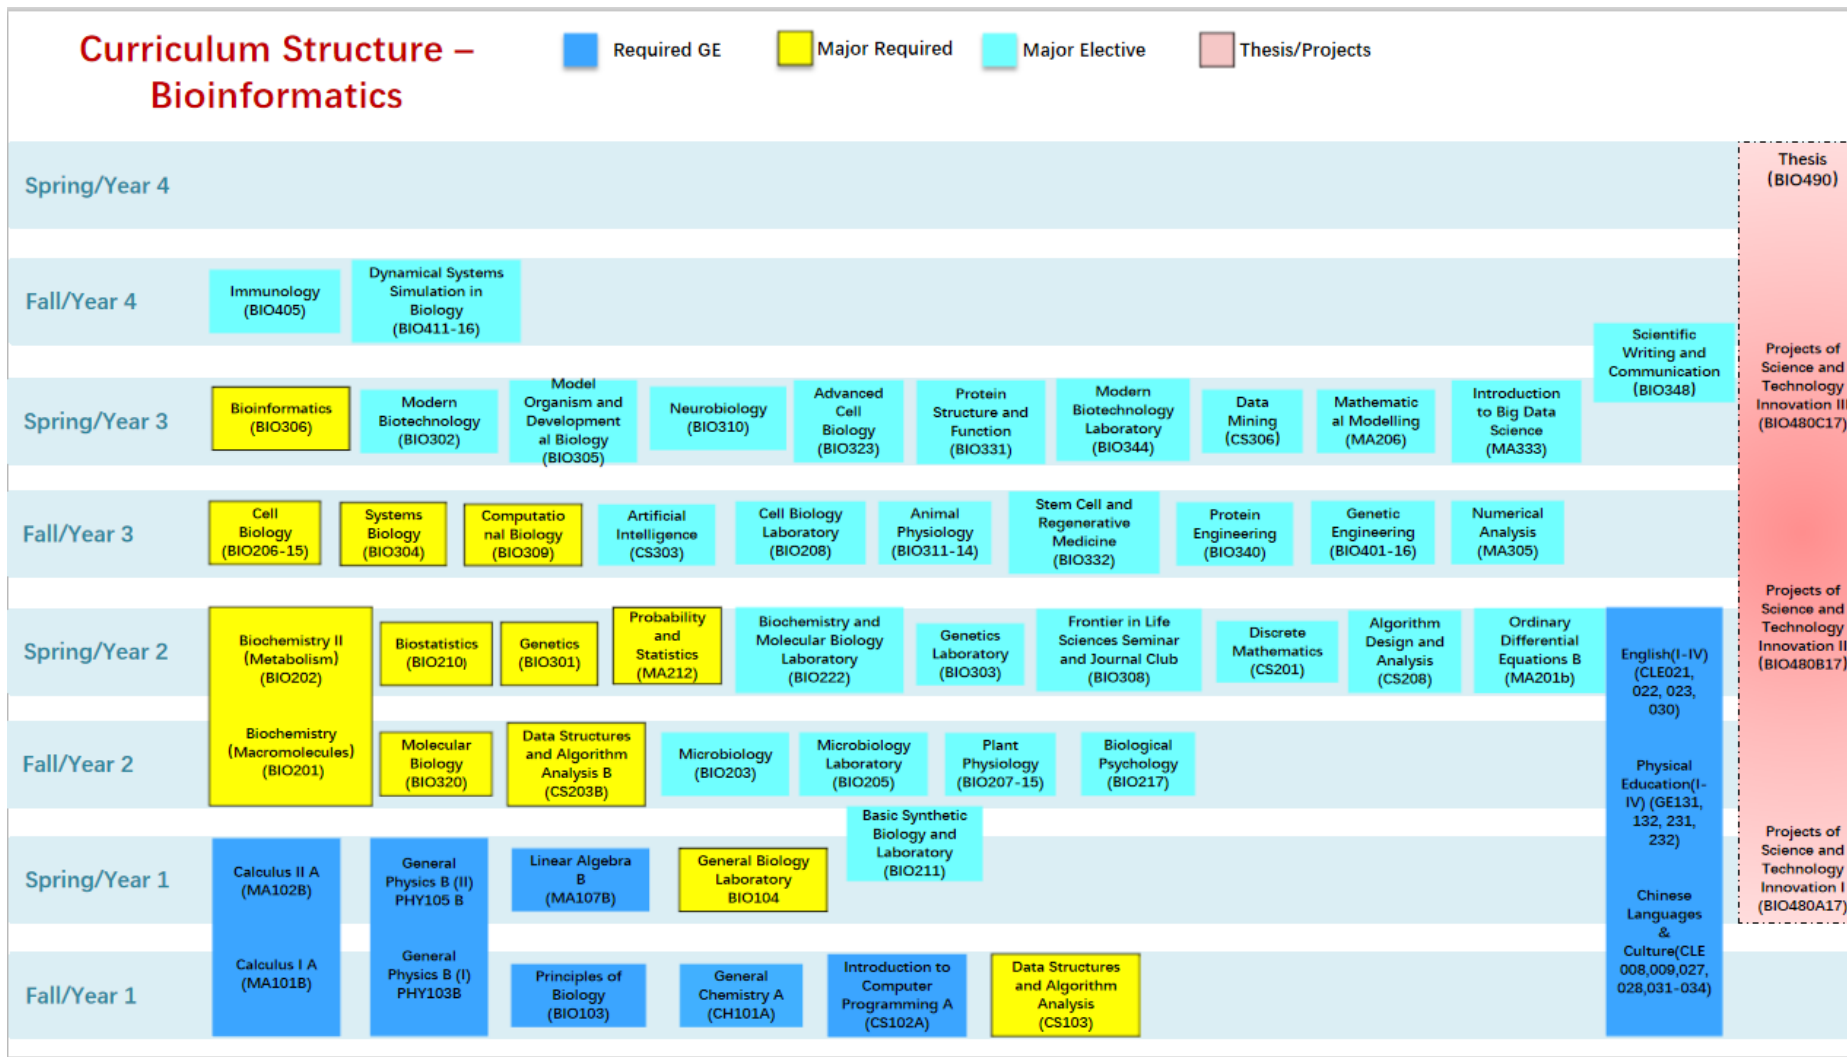 Curriculum Structure –
Bioinformatics
Required GE
Major Required
Major Elective
Thesis/Projects
Spring/Year 4
Thesis
(BIO490)
Fall/Year 4
Immunology
(BIO405)
Dynamical Systems
Simulation in
Biology
(BIO411-16)
Scientific
Writing and
Communication
(BIO348)
Projects of
Science and
Technology
Innovation III
(BIO480C17)
Spring/Year 3
Bioinformatics
(BIO306)
Modern
Biotechnology
(BIO302)
Model
Organism and
Development
al Biology
(BIO305)
Neurobiology
(BIO310)
Advanced
Cell
Biology
(BIO323)
Protein
Structure and
Function
(BIO331)
Modern
Biotechnology
Laboratory
(BIO344)
Data
Mining
(CS306)
Mathematic
al Modelling
(MA206)
Introduction
to Big Data
Science
(MA333)
Fall/Year 3
Cell
Biology
(BIO206-15)
Systems
Biology
(BIO304)
Computatio
nal Biology
(BIO309)
Artificial
Intelligence
(CS303)
Cell Biology
Laboratory
(BIO208)
Animal
Physiology
(BIO311-14)
Stem Cell and
Regenerative
Medicine
(BIO332)
Protein
Engineering
(BIO340)
Genetic
Engineering
(BIO401-16)
Numerical
Analysis
(MA305)
Spring/Year 2
Biochemistry II
(Metabolism)
(BIO202)
Biostatistics
(BIO210)
Genetics
(BIO301)
Probability
and
Statistics
(MA212)
Biochemistry and
Molecular Biology
Laboratory
(BIO222)
Genetics
Laboratory
(BIO303)
Frontier in Life
Sciences Seminar
and Journal Club
(BIO308)
Discrete
Mathematics
(CS201)
Algorithm
Design and
Analysis
(CS208)
Ordinary
Differential
Equations B
(MA201b)
English(I-IV)
(CLE021,
022, 023,
030)
Projects of
Science and
Technology
Innovation II
(BIO480B17)
Fall/Year 2
Biochemistry
(Macromolecules)
(BIO201)
Molecular
Biology
(BIO320)
Data Structures
and Algorithm
Analysis B
(CS203B)
Microbiology
(BIO203)
Microbiology
Laboratory
(BIO205)
Plant
Physiology
(BIO207-15)
Biological
Psychology
(BIO217)
Physical
Education(I-
IV) (GE131,
132, 231,
232)
Spring/Year 1
Calculus II A
(MA102B)
General
Physics B (II)
PHY105 B
Linear Algebra
B
(MA107B)
General Biology
Laboratory
BIO104
Basic Synthetic
Biology and
Laboratory
(BIO211)
Projects of
Science and
Technology
Innovation I
(BIO480A17)
Fall/Year 1
Calculus I A
(MA101B)
General
Physics B (I)
PHY103B
Principles of
Biology
(BIO103)
General
Chemistry A
(CH101A)
Introduction to
Computer
Programming A
(CS102A)
Data Structures
and Algorithm
Analysis
(CS103)
Chinese
Languages
&
Culture(CLE
008,009,027,
028,031-034)